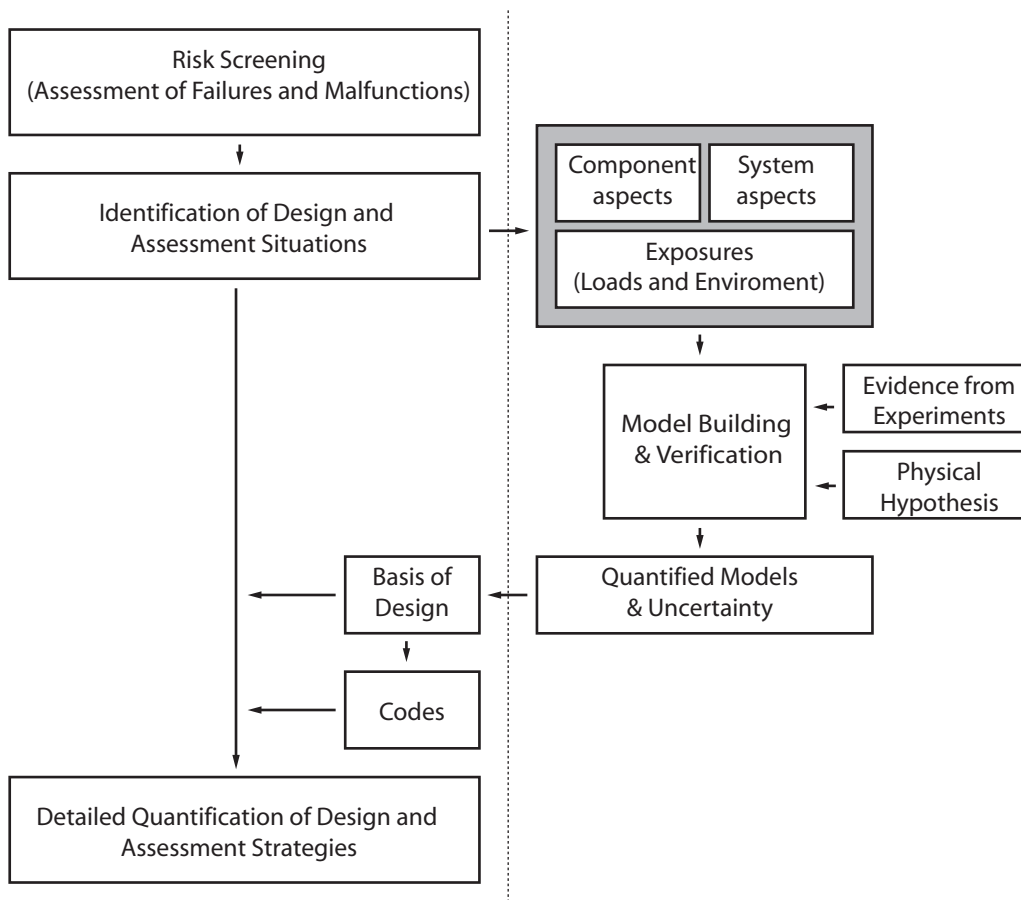 Risk Screening
(Assessment of Failures and Malfunctions)
Identification of Design and
Assessment Situations
Component
aspects
System
aspects
Exposures
(Loads and Enviroment)
Model Building
& Verification
Evidence from
Experiments
Physical
Hypothesis
Quantified Models
& Uncertainty
Basis of
Design
Codes
Detailed Quantification of Design and
Assessment Strategies